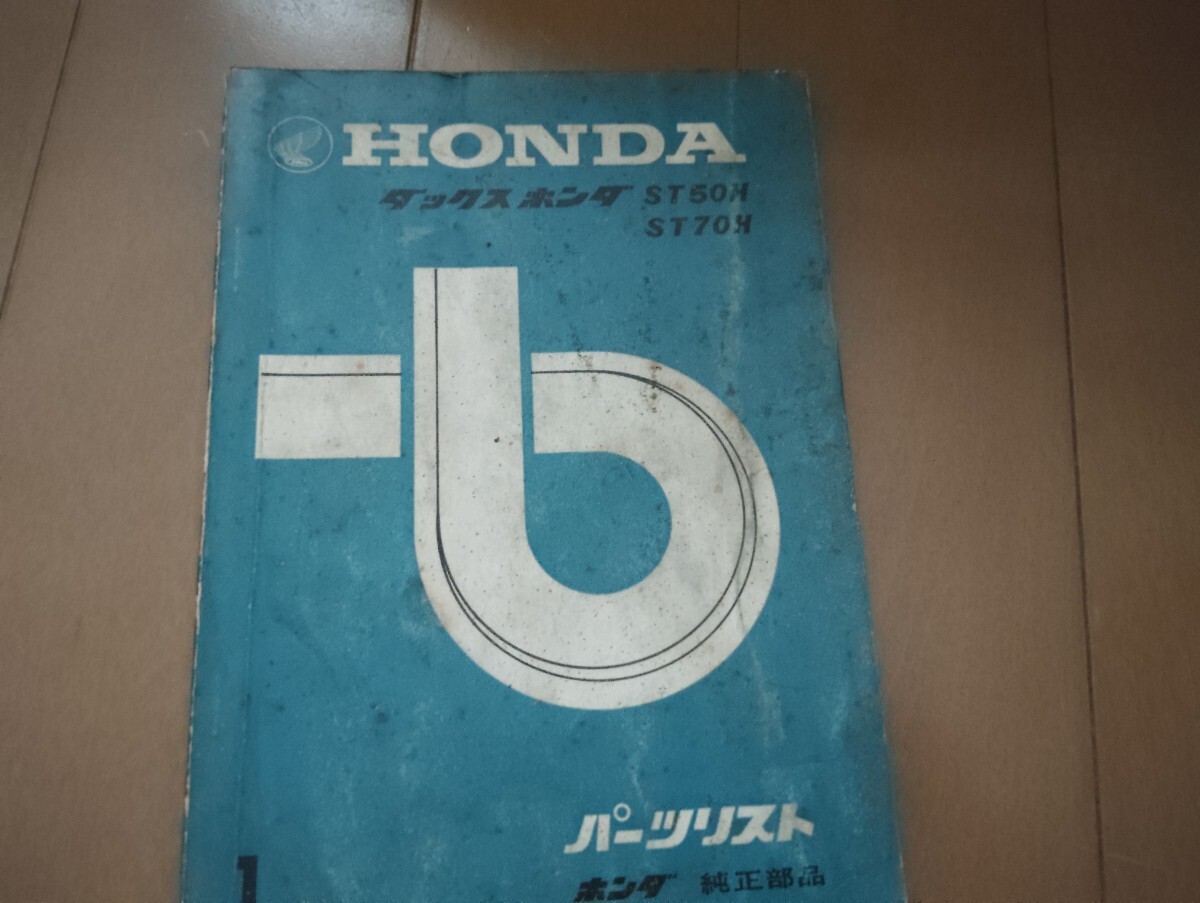 HONDA
ダックスホンダ ST50H
ST70H
パーツリスト
1
ホンダ 純正部品